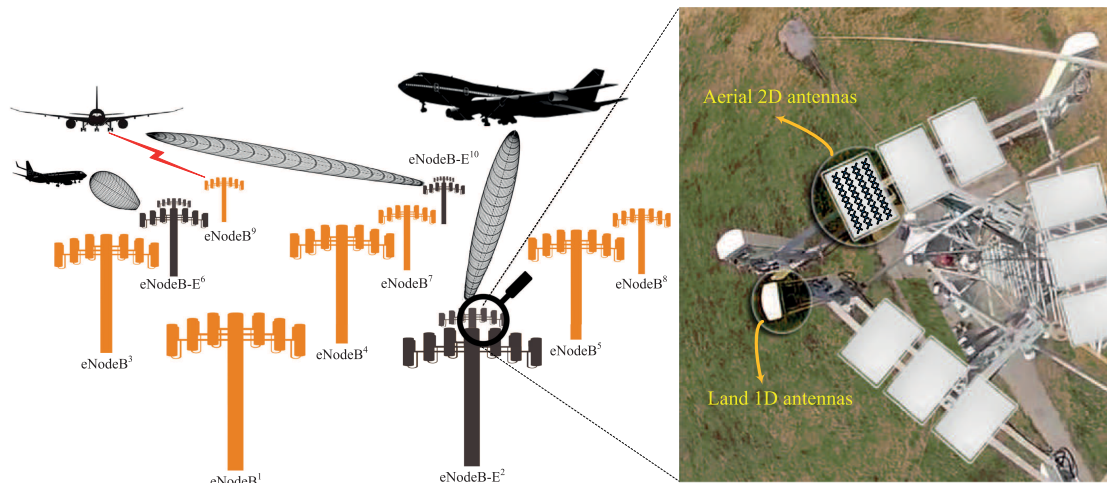 Aerial 2D antennas
eNodeB-E¹⁰
eNodeB⁹
eNodeB-E⁶
eNodeB⁷
eNodeB⁸
eNodeB³
eNodeB⁴
eNodeB⁵
Land 1D antennas
eNodeB¹
eNodeB-E²